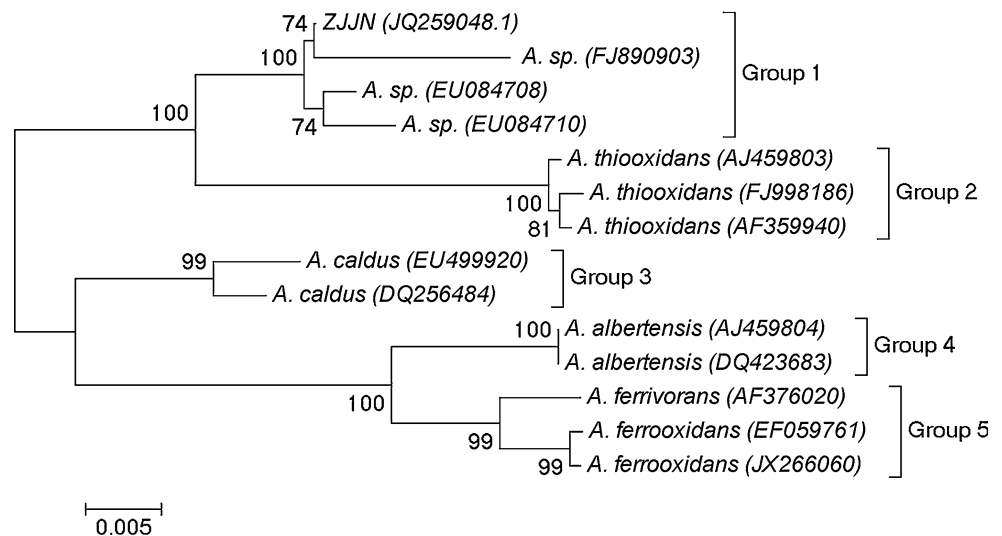 74 ZJJN (JQ259048.1)
100 A. sp. (FJ890903)
Group 1
A. sp. (EU084708)
100
74 A. sp. (EU084710)
A. thiooxidans (AJ459803)
A. thiooxidans (FJ998186)
Group 2
100
81 A. thiooxidans (AF359940)
99 A. caldus (EU499920)
Group 3
A. caldus (DQ256484)
100 A. albertensis (AJ459804)
Group 4
A. albertensis (DQ423683)
100
A. ferrivorans (AF376020)
A. ferrooxidans (EF059761)
Group 5
99
99 A. ferrooxidans (JX266060)
0.005